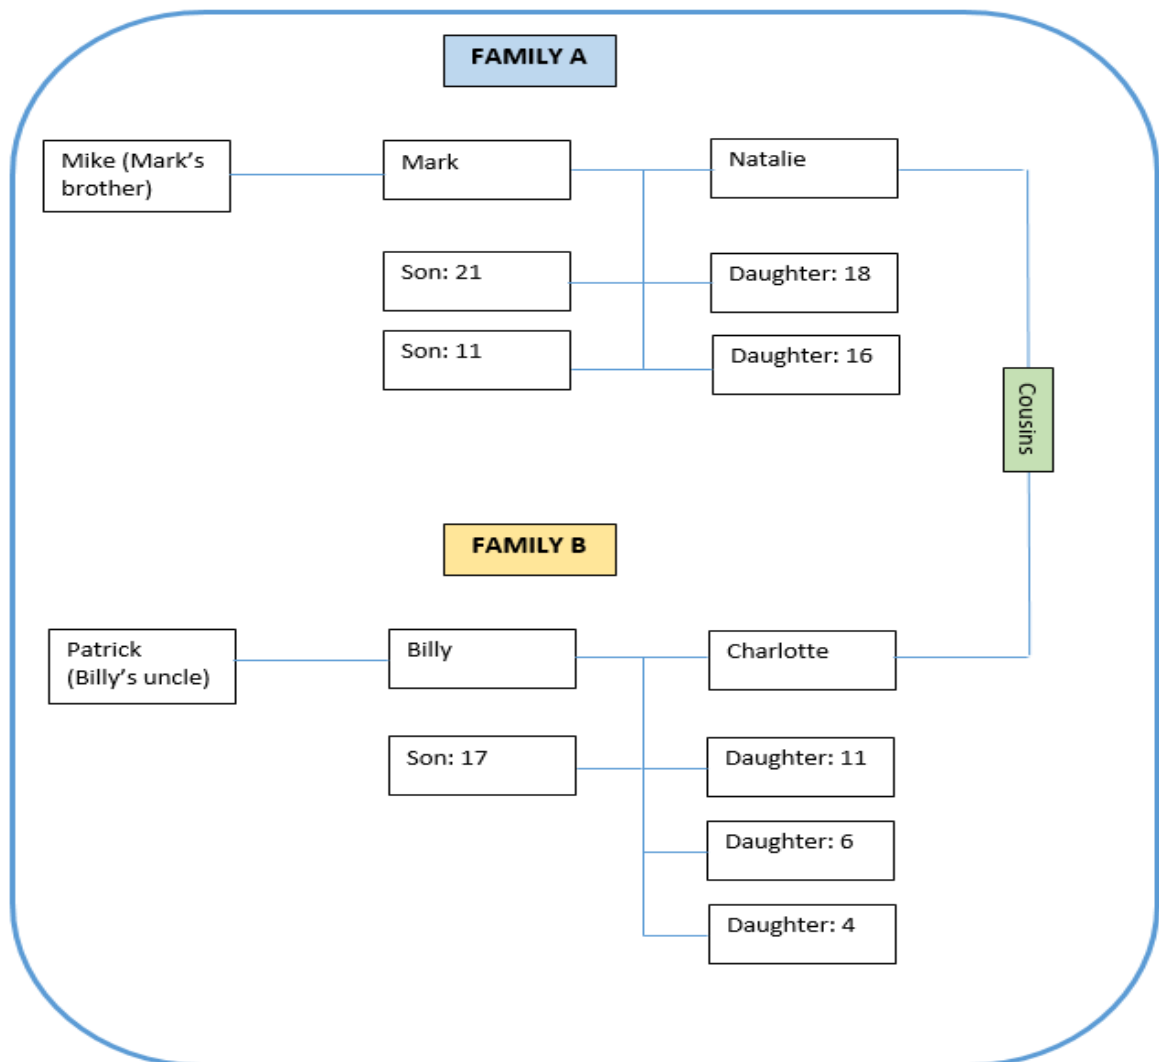 FAMILY A
Mike (Mark’s
brother)
Mark
Natalie
Son: 21
Daughter: 18
Son: 11
Daughter: 16
Cousins
FAMILY B
Patrick
(Billy’s uncle)
Billy
Charlotte
Son: 17
Daughter: 11
Daughter: 6
Daughter: 4